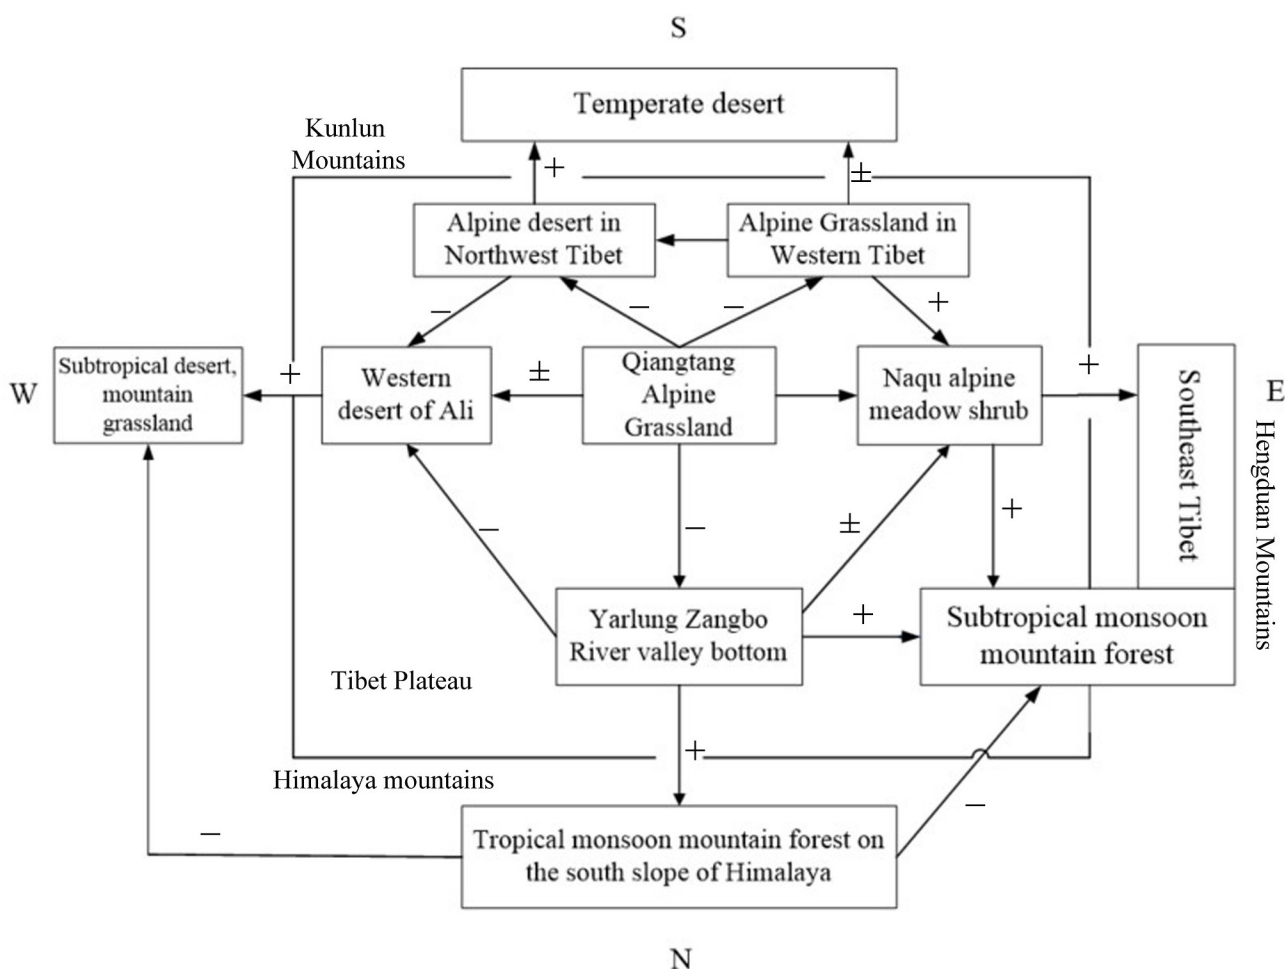 S
Temperate desert
Kunlun
Mountains
+
±
Alpine desert in
Northwest Tibet
Alpine Grassland in
Western Tibet
−
−
−
+
Subtropical desert,
mountain
grassland
W
+
Western
desert of Ali
±
Qiangtang
Alpine
Grassland
Naqu alpine
meadow shrub
+
Southeast Tibet
E
Hengduan Mountains
−
−
±
+
Yarlung Zangbo
River valley bottom
+
Subtropical monsoon
mountain forest
Tibet Plateau
+
Himalaya mountains
−
−
Tropical monsoon mountain forest on
the south slope of Himalaya
N